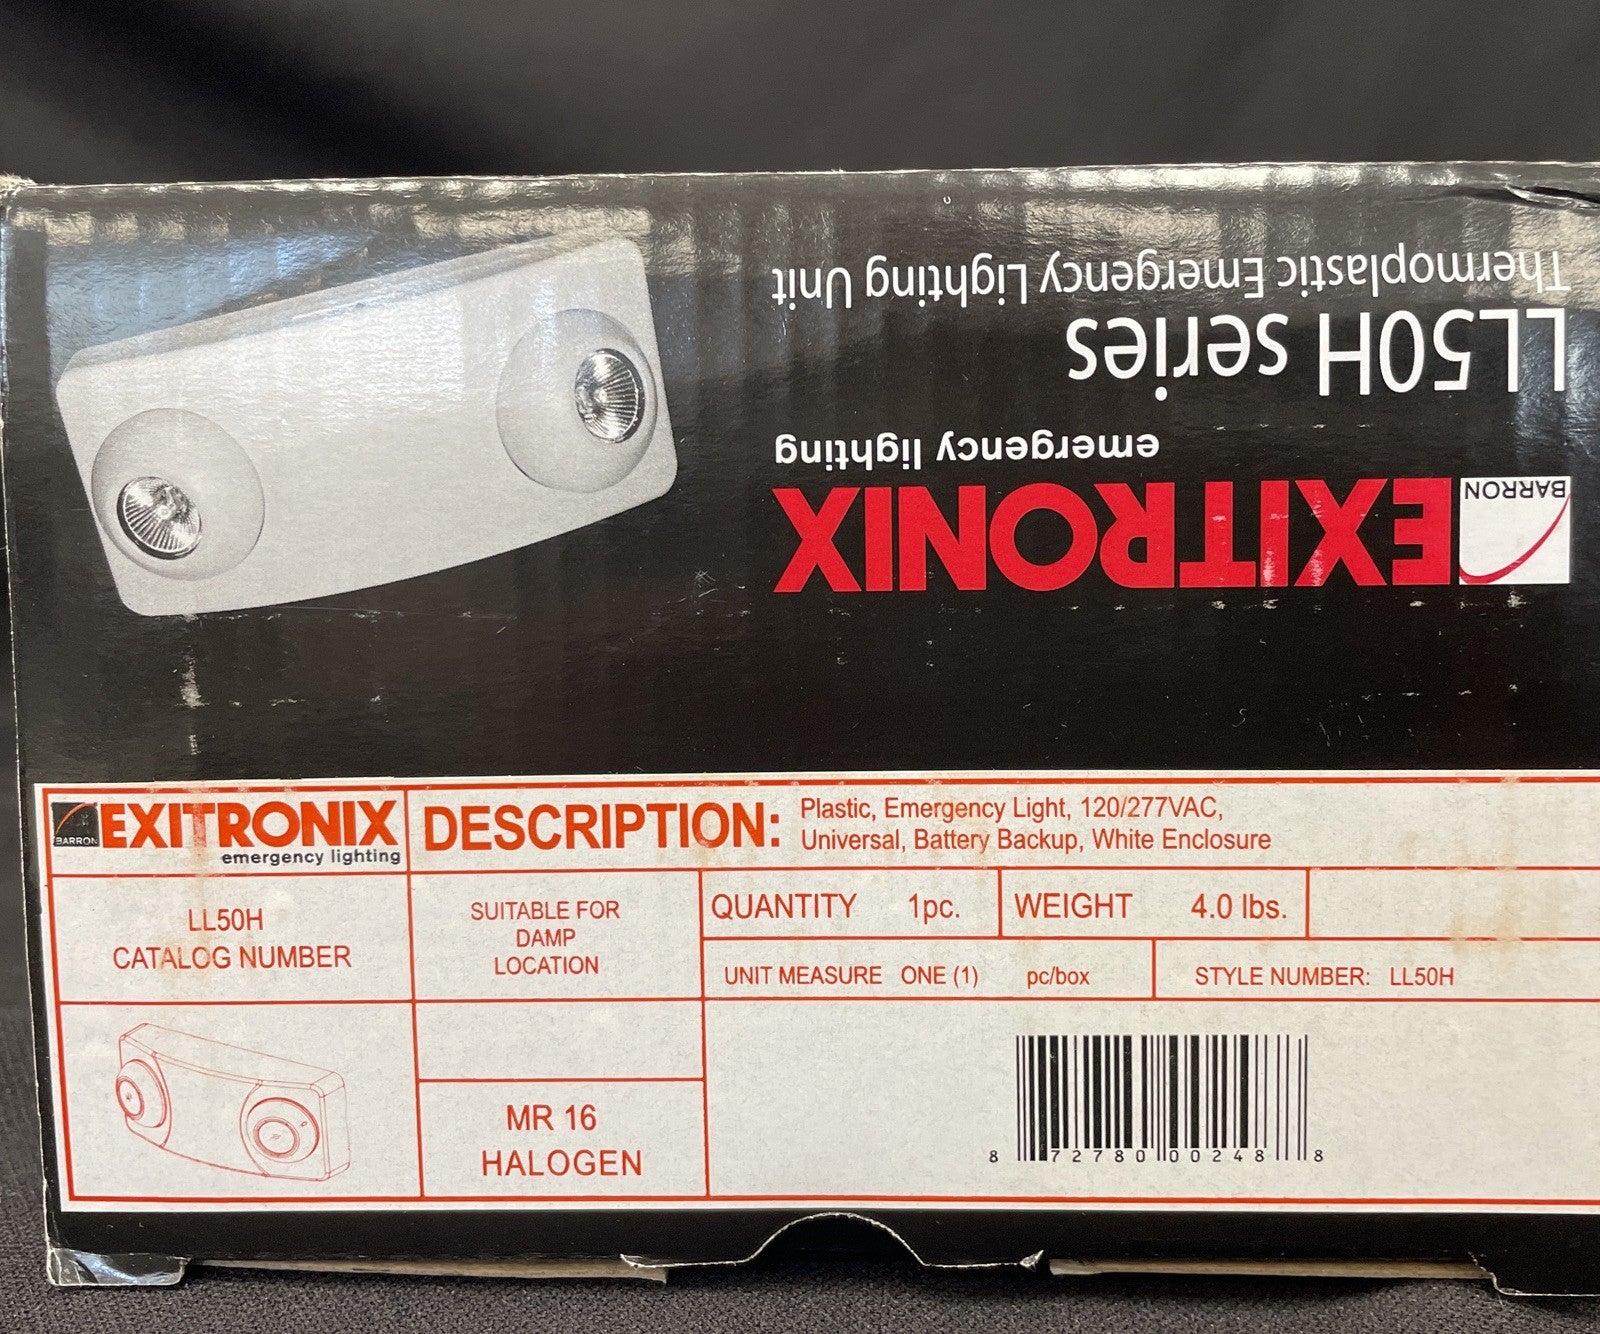 Thermoplastic Emergency Lighting Unit
LL50H series
emergency lighting
EXITRONIX
BARRON
BARRON
EXITRONIX
emergency lighting
DESCRIPTION:
Plastic, Emergency Light, 120/277VAC,
Universal, Battery Backup, White Enclosure
LL50H
CATALOG NUMBER
SUITABLE FOR
DAMP
LOCATION
QUANTITY 1pc.
WEIGHT 4.0 lbs.
UNIT MEASURE ONE (1) pc/box
STYLE NUMBER: LL50H
MR 16
HALOGEN
8 72780 00248 8